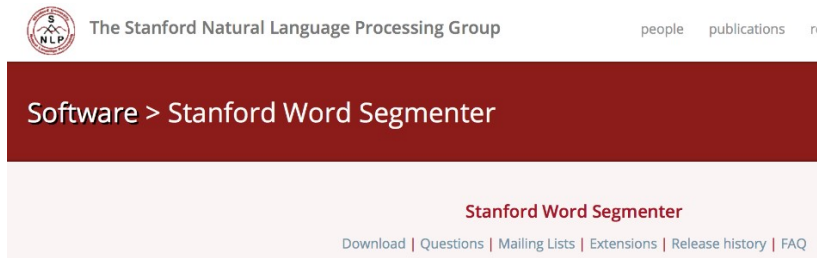 S
NLP
The Stanford Natural Language Processing Group
people publications
Software > Stanford Word Segmenter
Stanford Word Segmenter
Download | Questions | Mailing Lists | Extensions | Release history | FAQ